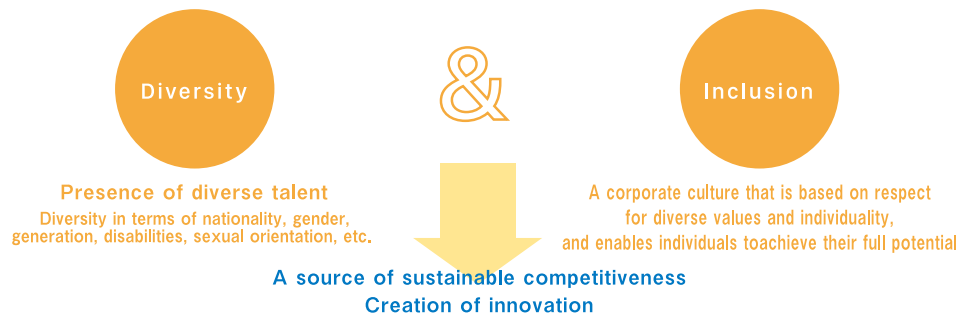 Diversity
&
Inclusion
Presence of diverse talent
Diversity in terms of nationality, gender,
generation, disabilities, sexual orientation, etc.
A corporate culture that is based on respect
for diverse values and individuality,
and enables individuals toachieve their full potential
A source of sustainable competitiveness
Creation of innovation